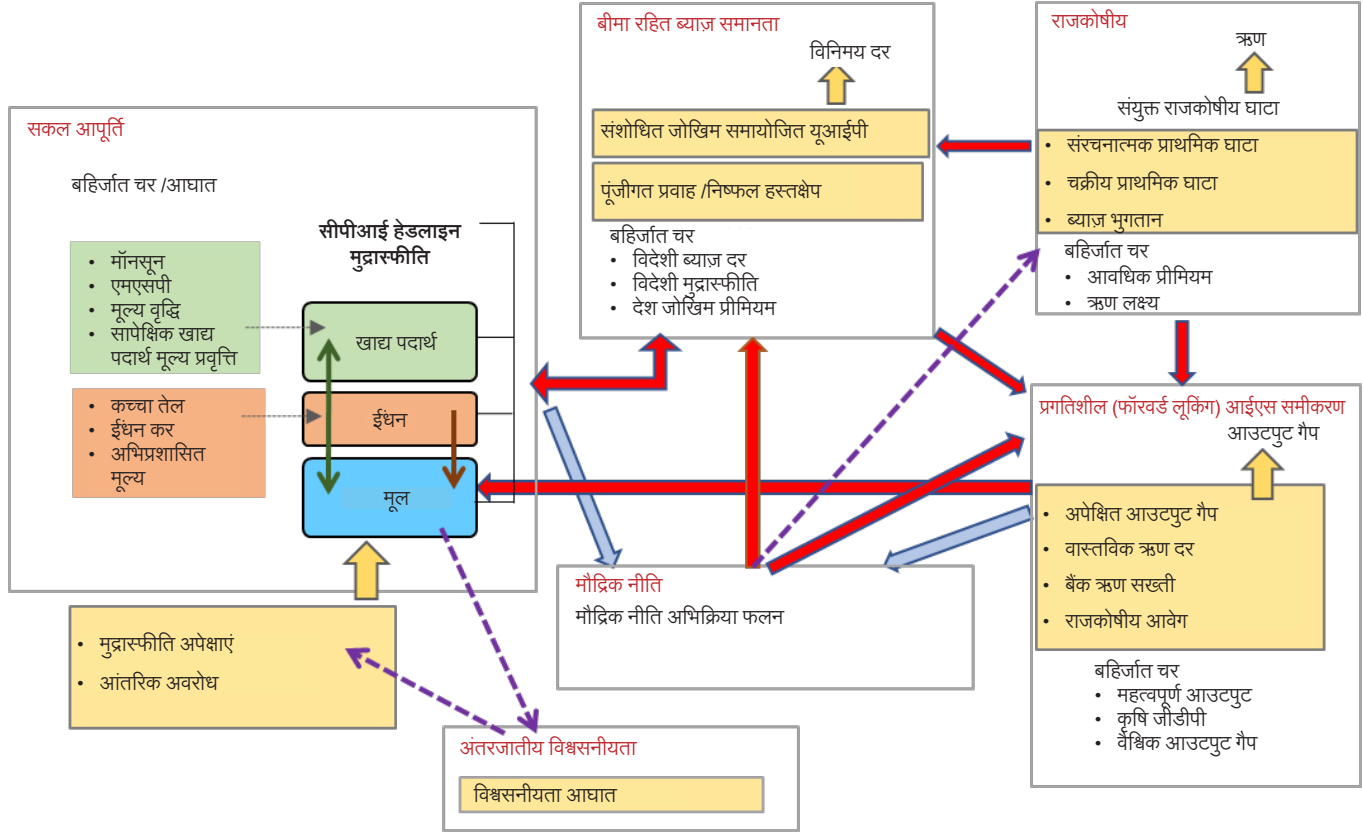 सकल आपूर्ति
बहिर्जात चर /आघात
सीपीआई हेडलाइन
मुद्रास्फीति
• मॉनसून
• एमएसपी
• मूल्य वृद्धि
• सापेक्षिक खाद्य
पदार्थ मूल्य प्रवृत्ति
खाद्य पदार्थ
• कच्चा तेल
• ईंधन कर
• अभिप्रशासित
मूल्य
ईंधन
मूल
• मुद्रास्फीति अपेक्षाएं
• आंतरिक अवरोध
बीमा रहित ब्याज़ समानता
विनिमय दर
संशोधित जोखिम समायोजित यूआईपी
पूंजीगत प्रवाह /निष्फल हस्तक्षेप
बहिर्जात चर
• विदेशी ब्याज़ दर
• विदेशी मुद्रास्फीति
• देश जोखिम प्रीमियम
राजकोषीय
ऋण
संयुक्त राजकोषीय घाटा
• संरचनात्मक प्राथमिक घाटा
• चक्रीय प्राथमिक घाटा
• ब्याज़ भुगतान
बहिर्जात चर
• आवधिक प्रीमियम
• ऋण लक्ष्य
प्रगतिशील (फॉरवर्ड लूकिंग) आईएस समीकरण
आउटपुट गैप
• अपेक्षित आउटपुट गैप
• वास्तविक ऋण दर
• बैंक ऋण सख्ती
• राजकोषीय आवेग
बहिर्जात चर
• महत्वपूर्ण आउटपुट
• कृषि जीडीपी
• वैश्विक आउटपुट गैप
मौद्रिक नीति
मौद्रिक नीति अभिक्रिया फलन
अंतरजातीय विश्वसनीयता
विश्वसनीयता आघात